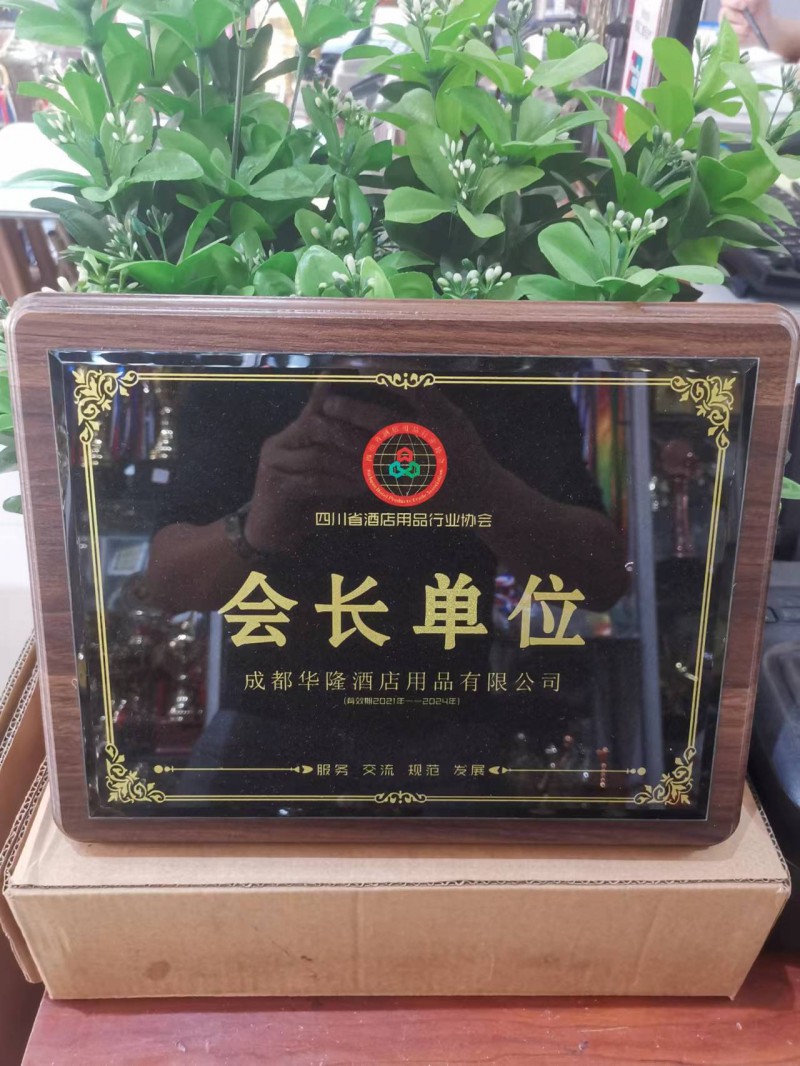 四川省酒店用品行业协会
会长单位
成都华隆酒店用品有限公司
(有效期2021年——2024年)
服务 交流 规范 发展